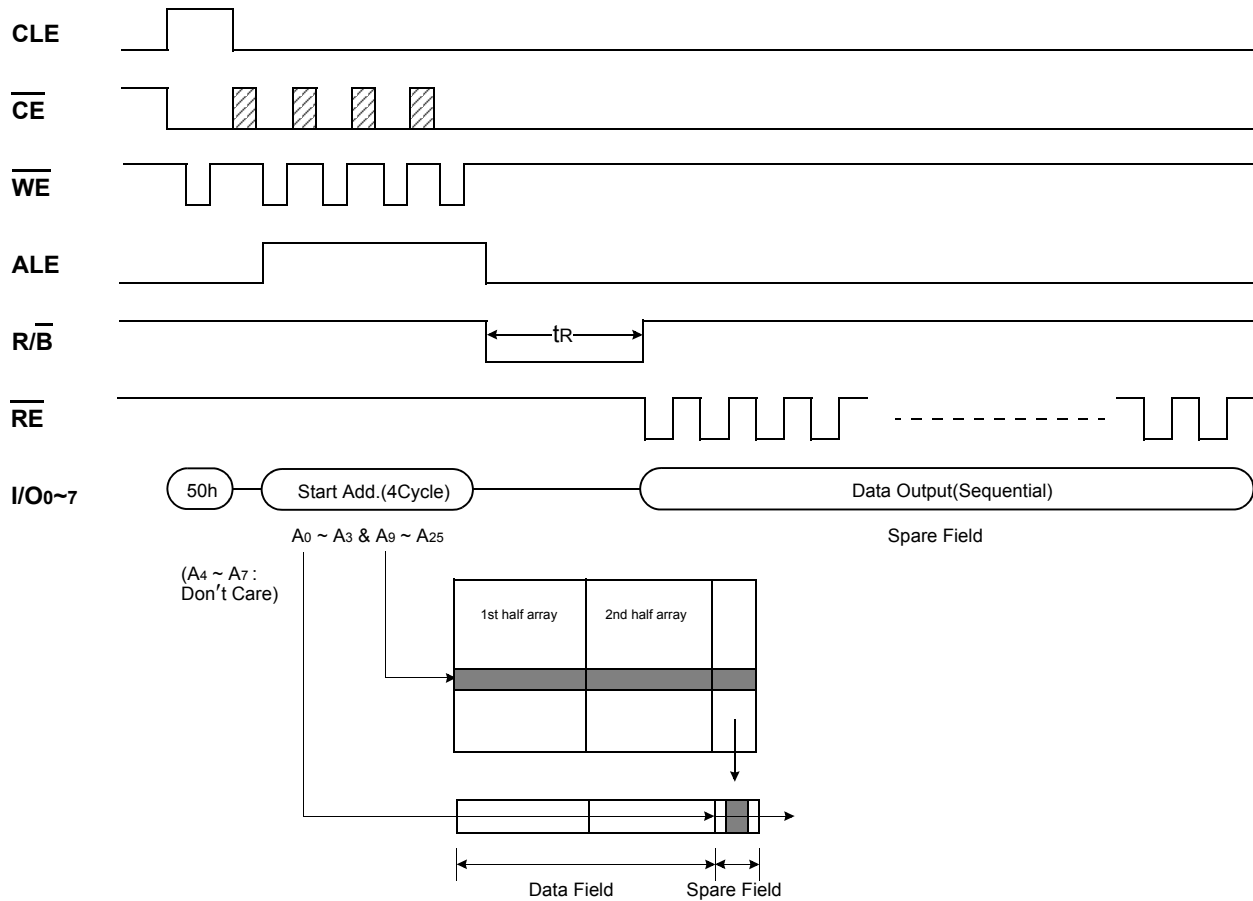 CLE
CE
WE
ALE
R/B
tR
RE
I/O0~7
50h
Start Add.(4Cycle)
Data Output(Sequential)
A0 ~ A3 & A9 ~ A25
Spare Field
(A4 ~ A7 :
Don't Care)
1st half array
2nd half array
Data Field
Spare Field